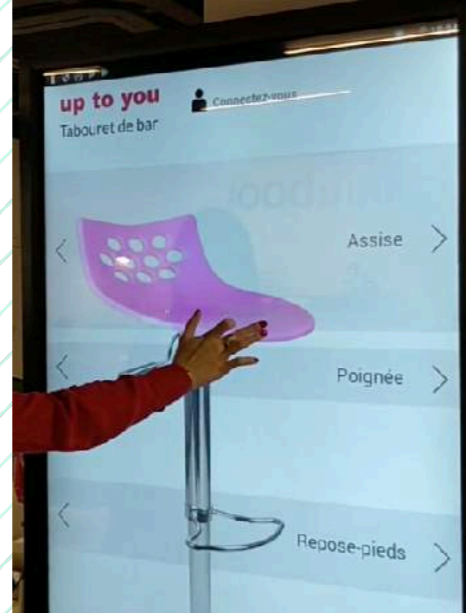 up to you
Connectez-vous
Tabouret de bar
Assise
Poignée
Repose-pieds